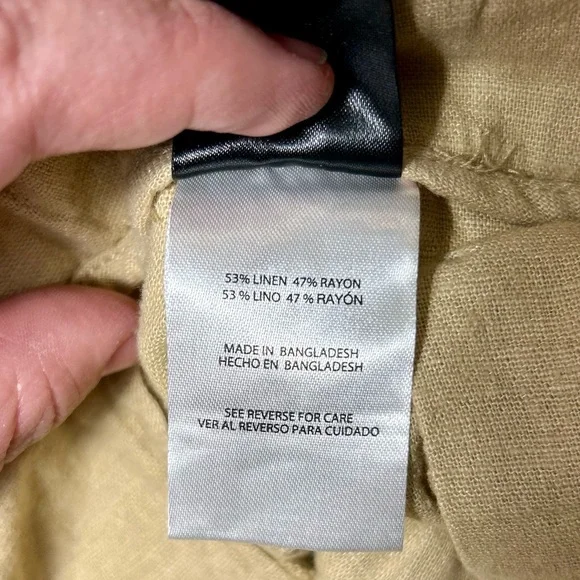 53% LINEN 47% RAYON
53 % LINO 47 % RAYÓN
MADE IN BANGLADESH
HECHO EN BANGLADESH
SEE REVERSE FOR CARE
VER AL REVERSO PARA CUIDADO